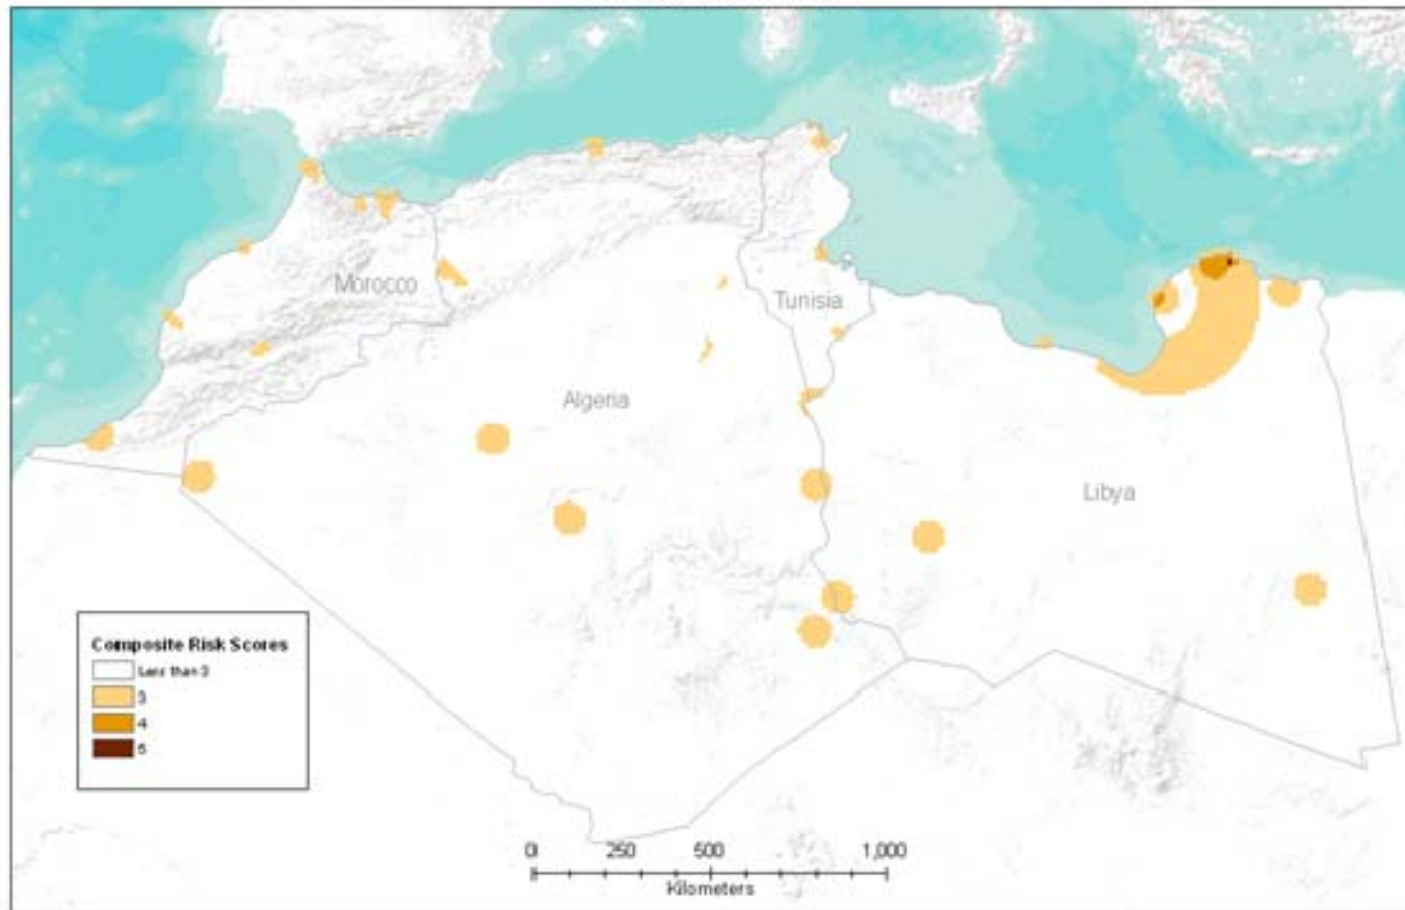 Morocco
Tunisia
Algeria
Libya
Composite Risk Scores
Less than 3
3
4
5
0 250 500 1,000
Kilometers